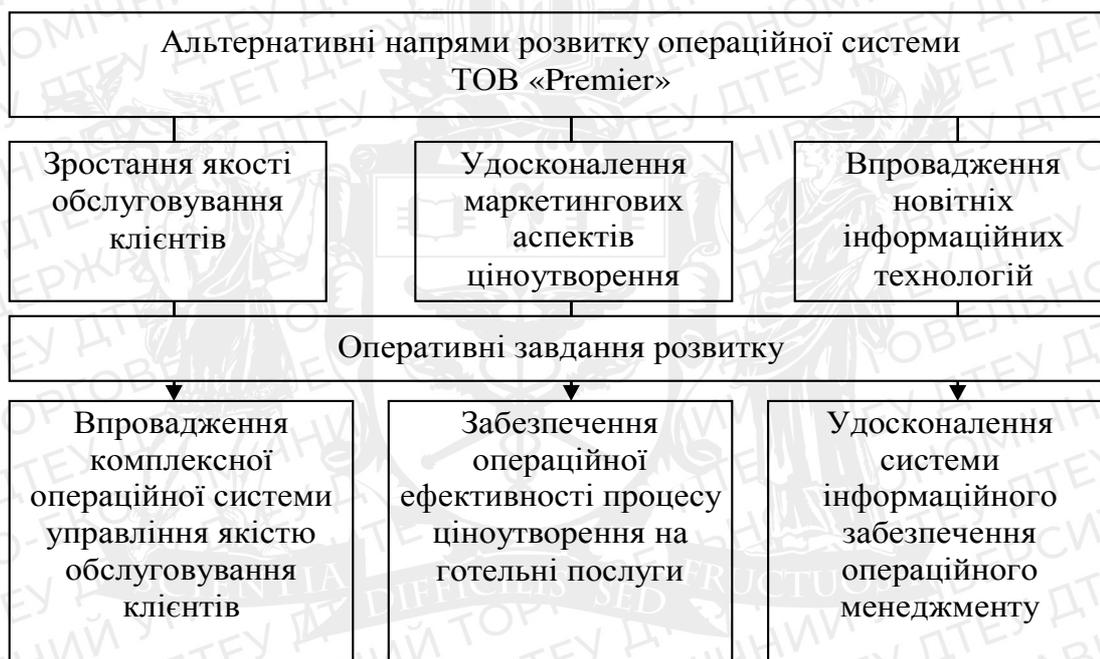 Альтернативні напрями розвитку операційної системи
ТОВ «Premier»
Зростання якості
обслуговування
клієнтів
Удосконалення
маркетингових
аспектів
ціноутворення
Впровадження
новітніх
інформаційних
технологій
Оперативні завдання розвитку
Впровадження
комплексної
операційної системи
управління якістю
обслуговування
клієнтів
Забезпечення
операційної
ефективності процесу
ціноутворення на
готельні послуги
Удосконалення
системи
інформаційного
забезпечення
операційного
менеджменту